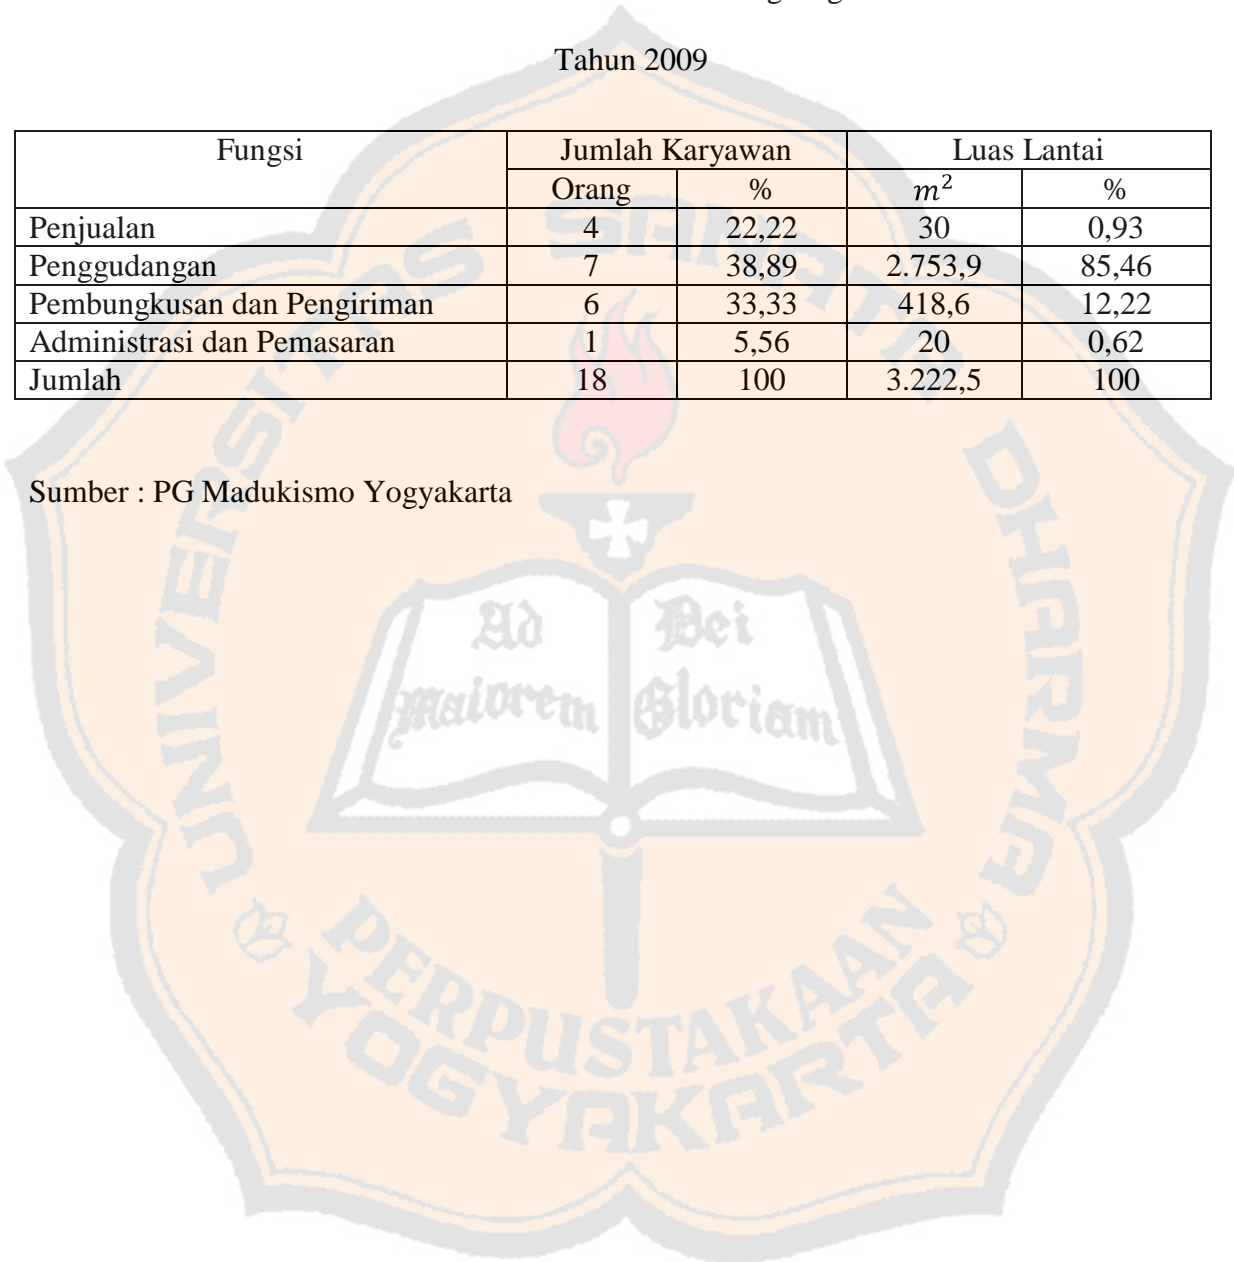 Tahun 2009
Fungsi Jumlah Karyawan Luas Lantai
Orang % m² %
Penjualan 4 22,22 30 0,93
Penggudangan 7 38,89 2.753,9 85,46
Pembungkusan dan Pengiriman 6 33,33 418,6 12,22
Administrasi dan Pemasaran 1 5,56 20 0,62
Jumlah 18 100 3.222,5 100
Sumber : PG Madukismo Yogyakarta
UNIVERSITAS SANATA DHARMA
Ad Dei
maiorem Gloriam
PERPUSTAKAAN
YOGYAKARTA